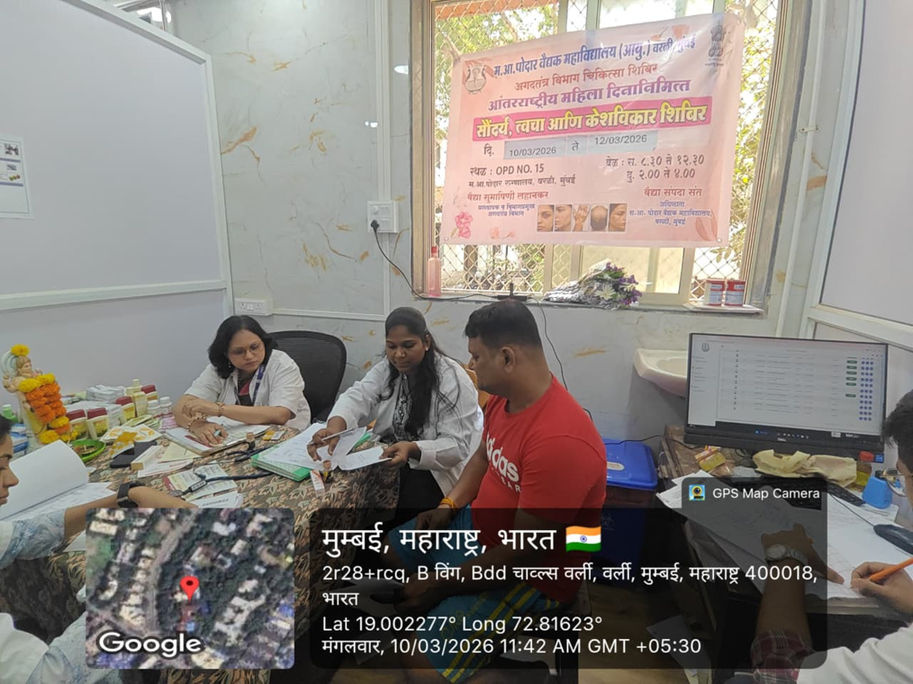 म.आ.पोदार वैद्यक महाविद्यालय (आयु.) वरळी, मुंबई
अगदतंत्र विभाग चिकित्सा शिबिर
आंतरराष्ट्रीय महिला दिनानिमित्त
सौंदर्य, त्वचा आणि केशविकार शिबिर
दि. 10/03/2026 ते 12/03/2026
स्थळ : OPD NO. 15
म.आ. पोदार रुग्णालय, वरळी, मुंबई
वेळ : स. ८.३० ते १२.३०
दु. २.०० ते ४.००
वैद्या सुभाषिणी लहानकर
प्राध्यापक व विभागप्रमुख
अगदतंत्र विभाग
वैद्या संपदा संत
अधिष्ठाता
म.आ. पोदार वैद्यक महाविद्यालय,
वरळी, मुंबई
adidas
GPS Map Camera
मुम्बई, महाराष्ट्र, भारत
2r28+rcq, B विंग, Bdd चाव्ल्स वर्ली, वर्ली, मुम्बई, महाराष्ट्र 400018,
भारत
Lat 19.002277° Long 72.81623°
मंगलवार, 10/03/2026 11:42 AM GMT +05:30
Google